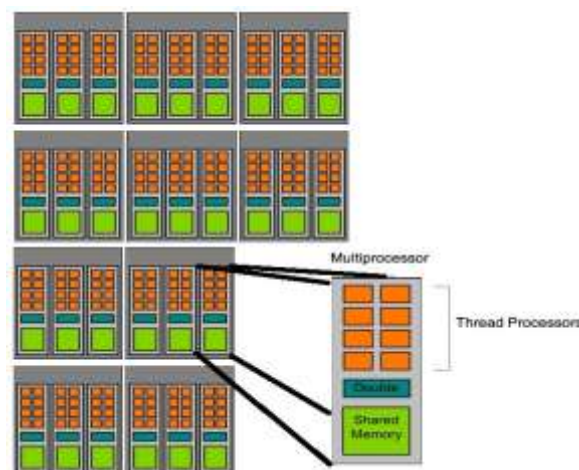 Multiprocessor
Thread Processors
Double
Shared
Memory